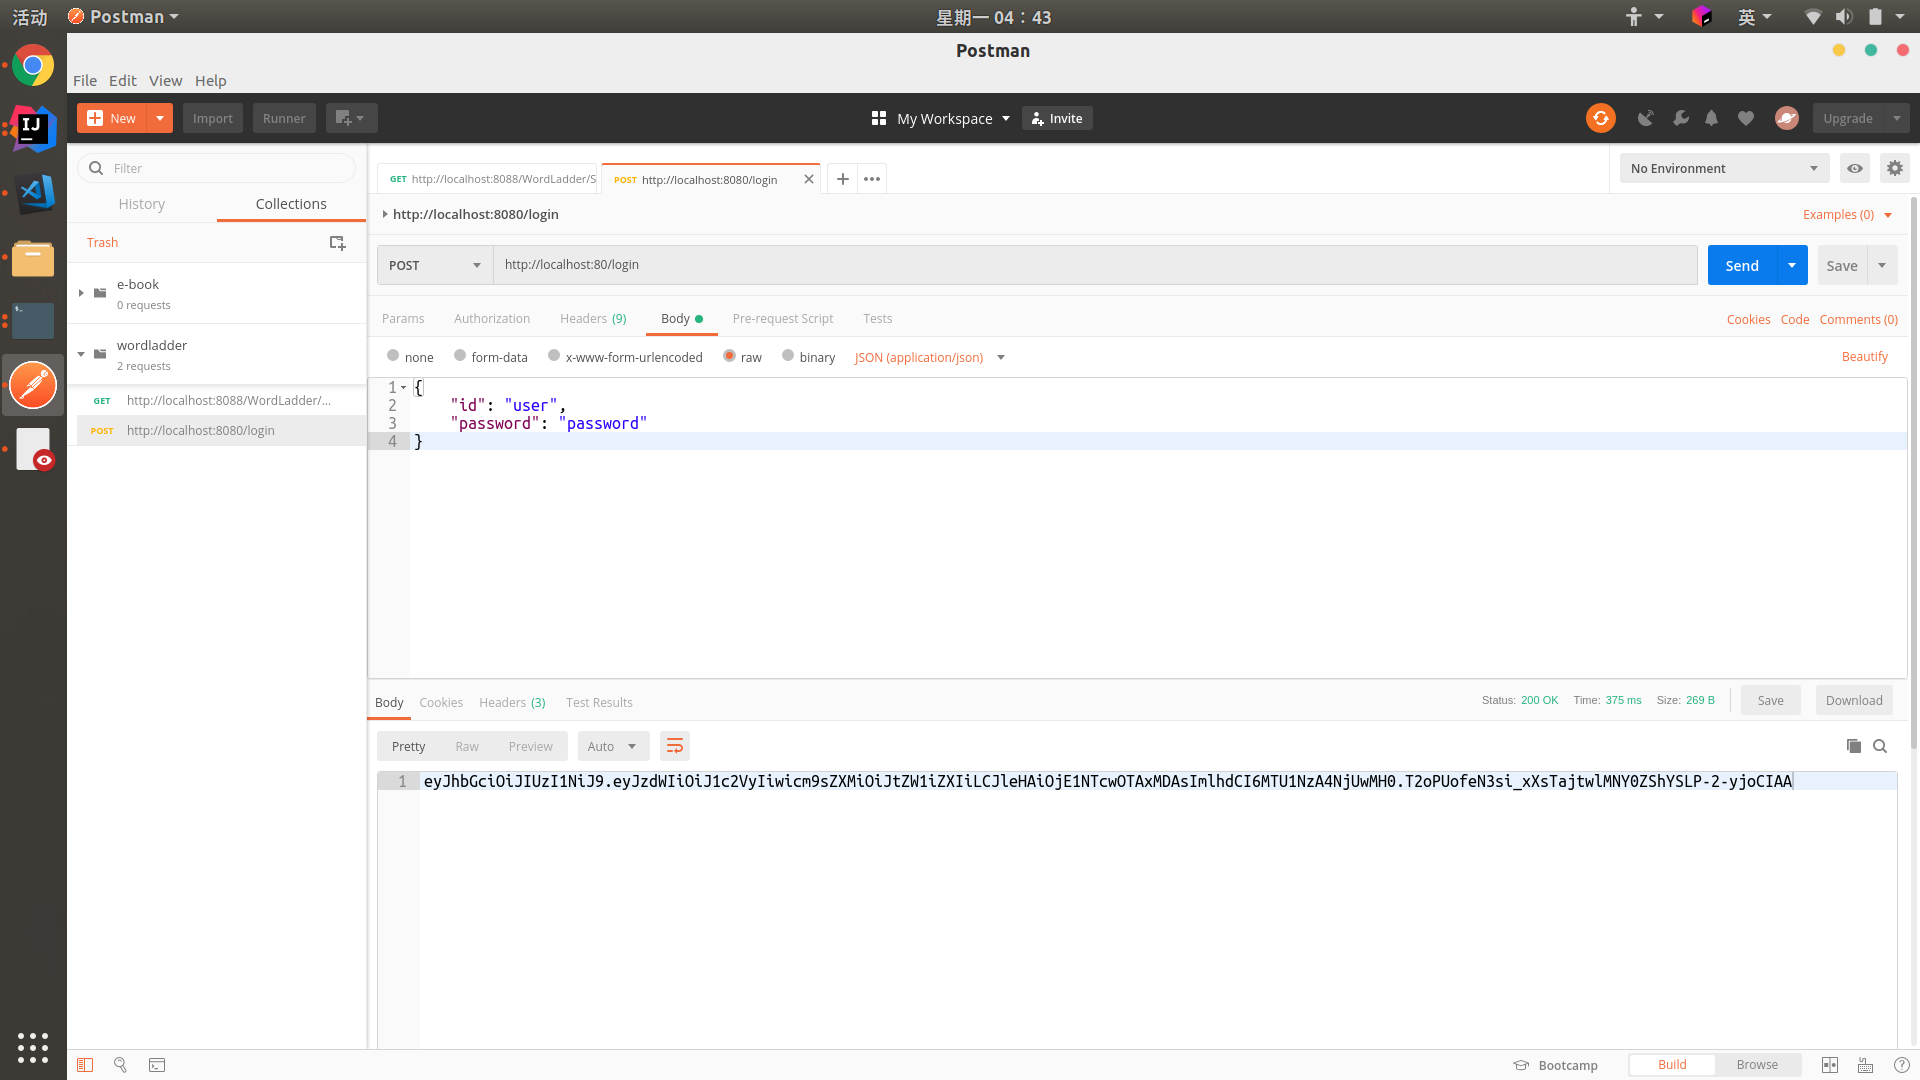 活动
Postman
星期一 04：43
英
Postman
File Edit View Help
New
Import
Runner
My Workspace
Invite
Upgrade
Filter
History
Collections
Trash
e-book
0 requests
wordladder
2 requests
GET http://localhost:8088/WordLadder/...
POST http://localhost:8080/login
GET http://localhost:8088/WordLadder/S
POST http://localhost:8080/login
No Environment
http://localhost:8080/login
Examples (0)
POST
http://localhost:80/login
Send
Save
Params Authorization Headers (9) Body Pre-request Script Tests
Cookies Code Comments (0)
none form-data x-www-form-urlencoded raw binary JSON (application/json)
Beautify
1 {
2 "id": "user",
3 "password": "password"
4 }
Body Cookies Headers (3) Test Results
Status: 200 OK Time: 375 ms Size: 269 B
Save
Download
Pretty Raw Preview
Auto
1 eyJhbGciOiJIUzI1NiJ9.eyJzdWIiOiJ1c2VyIiwicm9sZXMiOiJtZW1iZXIiLCJleHAiOjE1NTcwOTAxMDAsImlhdCI6MTU1NzA4NjUwMH0.T2oPUofeN3si_xXsTajtwlMNY0ZShYSLP-2-yjoCIAA
Bootcamp
Build
Browse